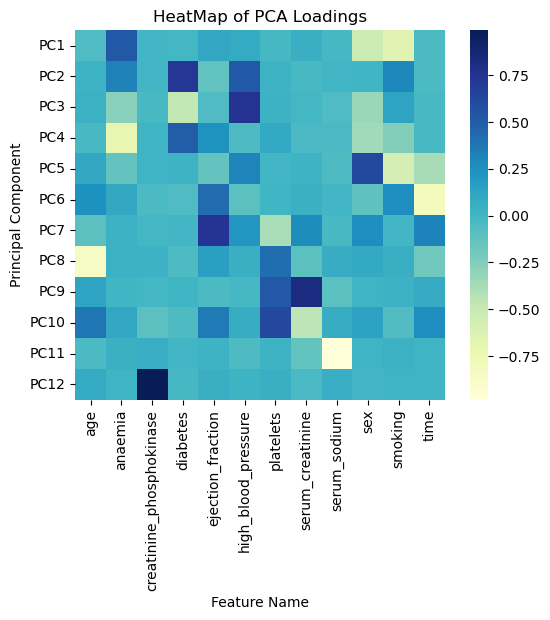 HeatMap of PCA Loadings
Principal Component
PC1
PC2
PC3
PC4
PC5
PC6
PC7
PC8
PC9
PC10
PC11
PC12
age
anaemia
creatinine_phosphokinase
diabetes
ejection_fraction
high_blood_pressure
platelets
serum_creatinine
serum_sodium
sex
smoking
time
Feature Name
0.75
0.50
0.25
0.00
−0.25
−0.50
−0.75